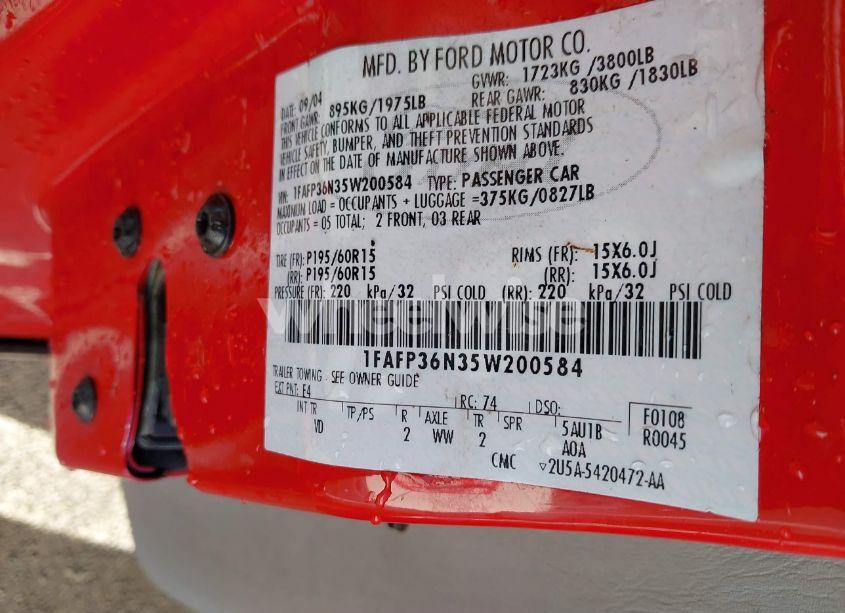 MFD. BY FORD MOTOR CO.
DATE: 09/04 GVWR: 1723KG /3800LB
FRONT GAWR: 895KG/1975LB REAR GAWR: 830KG/1830LB
THIS VEHICLE CONFORMS TO ALL APPLICABLE FEDERAL MOTOR
VEHICLE SAFETY, BUMPER, AND THEFT PREVENTION STANDARDS
IN EFFECT ON THE DATE OF MANUFACTURE SHOWN ABOVE.
VIN: 1FAFP36N35W200584 TYPE: PASSENGER CAR
MAXIMUM LOAD = OCCUPANTS + LUGGAGE =375KG/0827LB
OCCUPANTS = 05 TOTAL; 2 FRONT, 03 REAR
TIRE (FR): P195/60R15 RIMS (FR): 15X6.0J
(RR): P195/60R15 (RR): 15X6.0J
PRESSURE (FR): 220 kPa/32 PSI COLD (RR): 220 kPa/32 PSI COLD
wheelwise
1FAFP36N35W200584
TRAILER TOWING - SEE OWNER GUIDE
EXT PNT: E4 RC: 74 DSO: F0108
INT TR TP/PS R AXLE TR SPR 5AU1B R0045
VD 2 WW 2 AOA
CMC ▽2U5A-5420472-AA